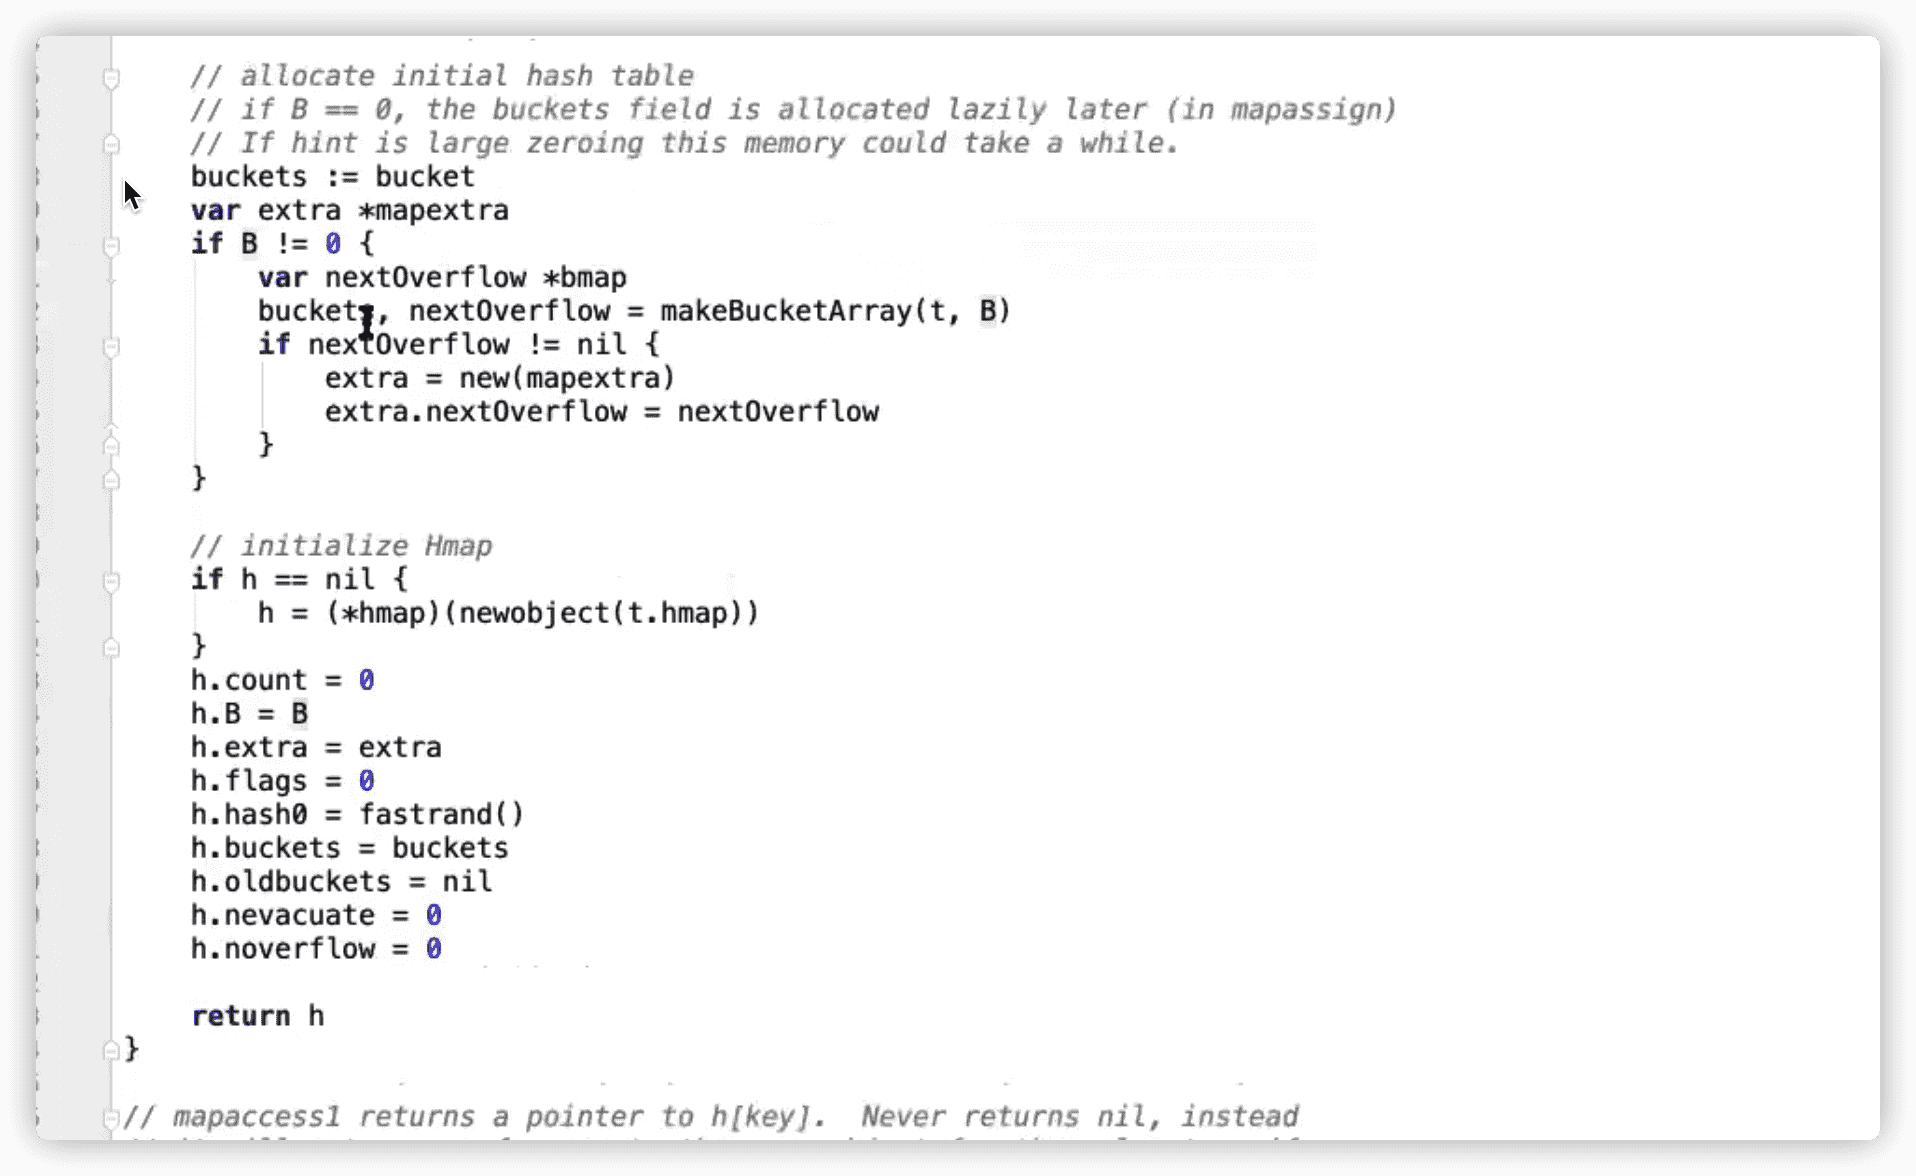 // allocate initial hash table
// if B == 0, the buckets field is allocated lazily later (in mapassign)
// If hint is large zeroing this memory could take a while.
buckets := bucket
var extra *mapextra
if B != 0 {
var nextOverflow *bmap
buckets, nextOverflow = makeBucketArray(t, B)
if nextOverflow != nil {
extra = new(mapextra)
extra.nextOverflow = nextOverflow
}
}
// initialize Hmap
if h == nil {
h = (*hmap)(newobject(t.hmap))
}
h.count = 0
h.B = B
h.extra = extra
h.flags = 0
h.hash0 = fastrand()
h.buckets = buckets
h.oldbuckets = nil
h.nevacuate = 0
h.noverflow = 0
return h
}
// mapaccess1 returns a pointer to h[key].  Never returns nil, instead